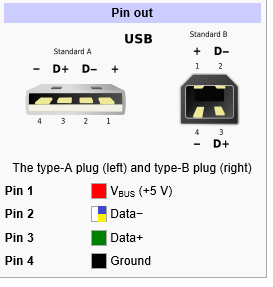 Pin out
USB
Standard A
− D+ D− +
4 3 2 1
Standard B
+ D−
1 2
4 3
− D+
The type-A plug (left) and type-B plug (right)
Pin 1 VBUS (+5 V)
Pin 2 Data−
Pin 3 Data+
Pin 4 Ground